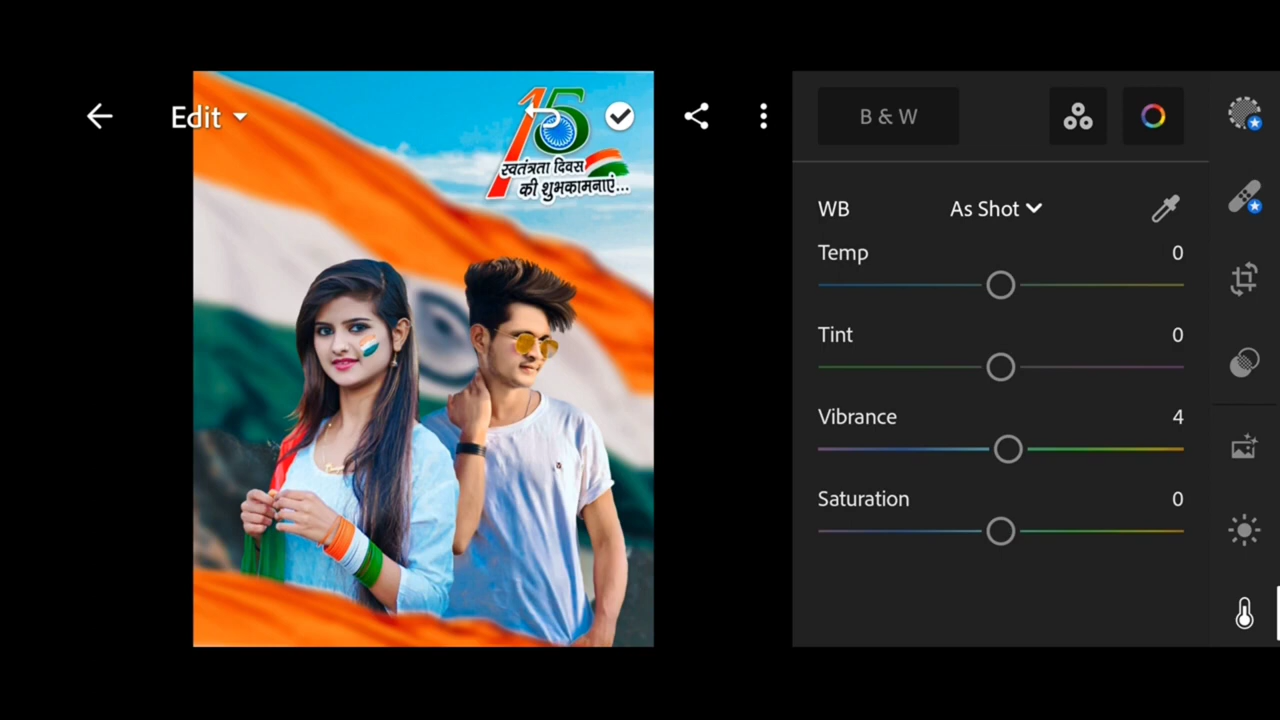 Edit
15
स्वतंत्रता दिवस
की शुभकामनाएं...
B & W
WB As Shot
Temp 0
Tint 0
Vibrance 4
Saturation 0